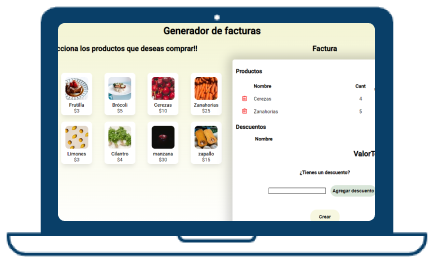 Generador de facturas
cciona los productos que deseas comprar!!
Factura
Productos
Nombre Cant
Cerezas 4
Zanahorias 5
Descuentos
Nombre
ValorT
¿Tienes un descuento?
Agregar descuento
Crear
Frutilla
$3
Brócoli
$5
Cerezas
$10
Zanahorias
$25
Limones
$3
Cilantro
$4
manzana
$30
zapallo
$15